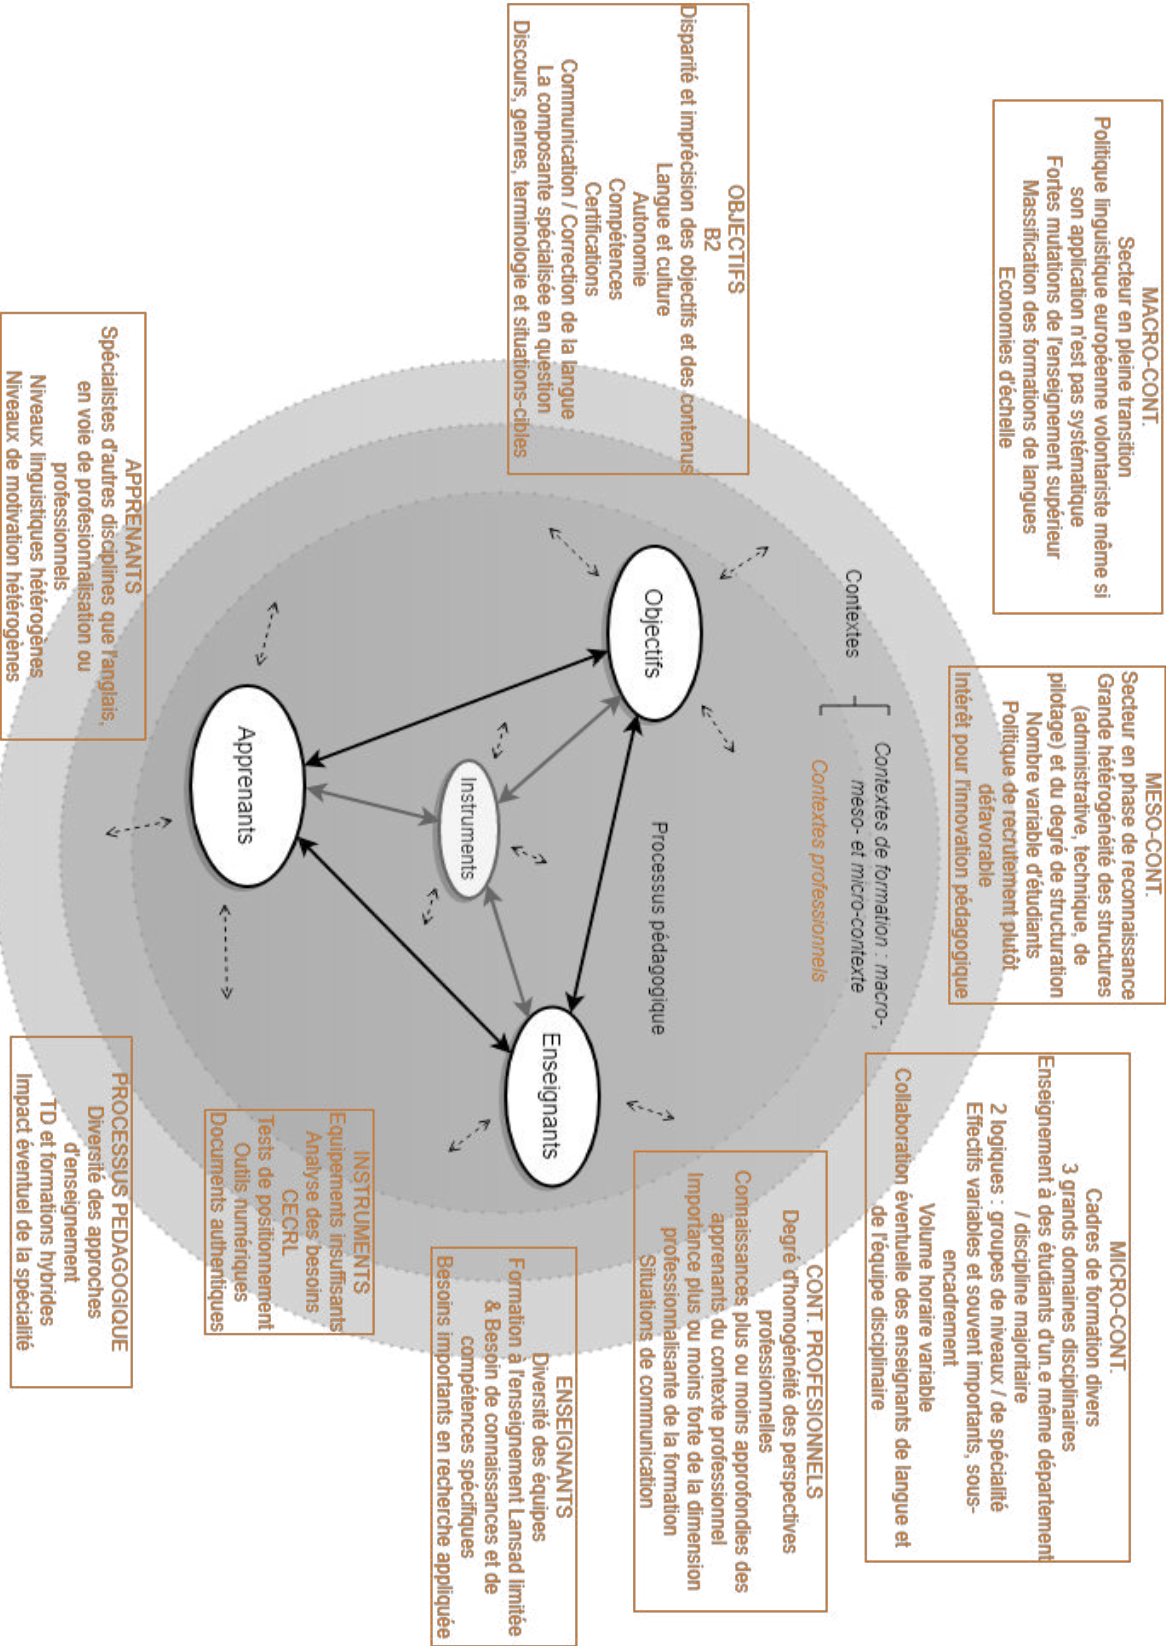 MACRO-CONT.
Secteur en pleine transition
Politique linguistique européenne volontariste même si
son application n'est pas systématique
Fortes mutations de l'enseignement supérieur
Massification des formations de langues
Economies d'échelle
MESO-CONT.
Secteur en phase de reconnaissance
Grande hétérogénéité des structures
(administrative, technique, de
pilotage) et du degré de structuration
Nombre variable d'étudiants
Politique de recrutement plutôt
défavorable
Intérêt pour l'innovation pédagogique
MICRO-CONT.
Cadres de formation divers
3 grands domaines disciplinaires
Enseignement à des étudiants d'un.e même département
/ discipline majoritaire
2 logiques : groupes de niveaux / de spécialité
Effectifs variables et souvent importants, sous-
encadrement
Volume horaire variable
Collaboration éventuelle des enseignants de langue et
de l'équipe disciplinaire
Contextes
Contextes de formation : macro-,
meso- et micro-contexte
Contextes professionnels
OBJECTIFS
B2
Disparité et imprécision des objectifs et des contenus
Langue et culture
Autonomie
Compétences
Certifications
Communication / Correction de la langue
La composante spécialisée en question
Discours, genres, terminologie et situations-cibles
Objectifs
Processus pédagogique
Instruments
Enseignants
Apprenants
CONT. PROFESIONNELS
Degré d'homogénéité des perspectives
professionnelles
Connaissances plus ou moins approfondies des
apprenants du contexte professionnel
Importance plus ou moins forte de la dimension
professionnalisante de la formation
Situations de communication
ENSEIGNANTS
Diversité des équipes
Formation à l'enseignement Lansad limitée
& Besoin de connaissances et de
compétences spécifiques
Besoins importants en recherche appliquée
INSTRUMENTS
Equipements insuffisants
Analyse des besoins
CECRL
Tests de positionnement
Outils numériques
Documents authentiques
APPRENANTS
Spécialistes d'autres disciplines que l'anglais,
en voie de profesionnalisation ou
professionnels
Niveaux linguistiques hétérogènes
Niveaux de motivation hétérogènes
PROCESSUS PEDAGOGIQUE
Diversité des approches
d'enseignement
TD et formations hybrides
Impact éventuel de la spécialité